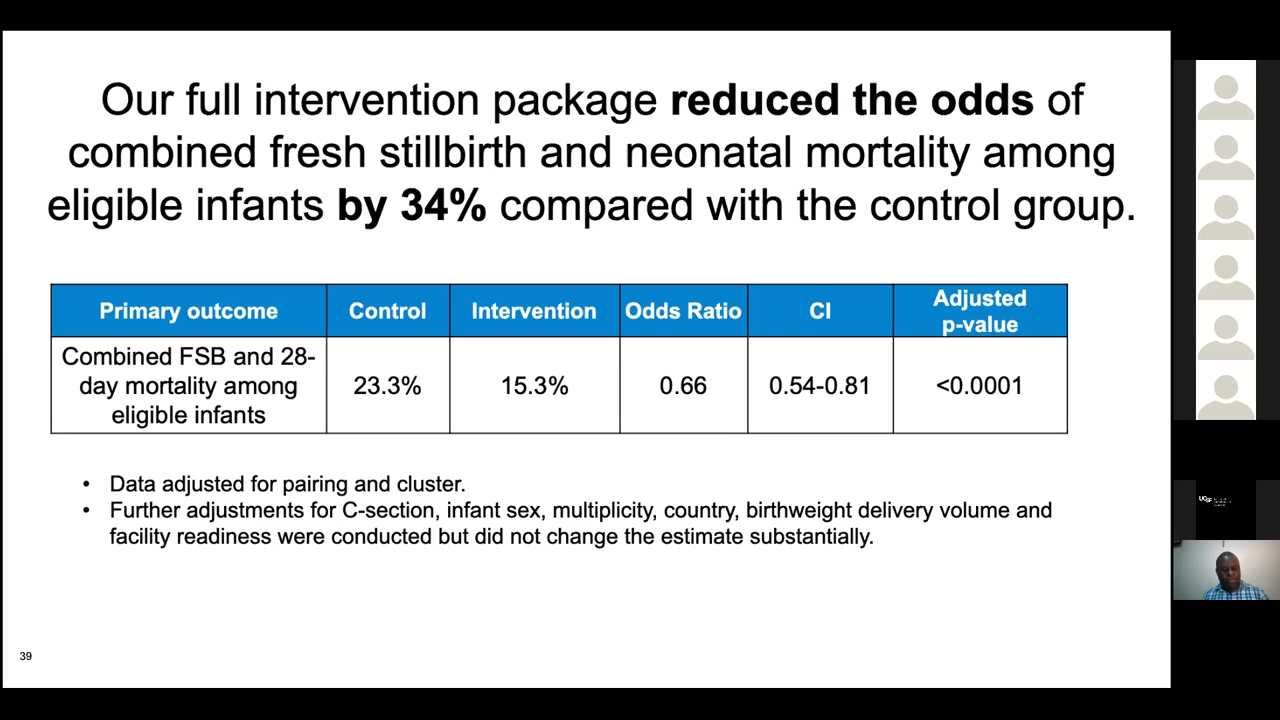 Our full intervention package reduced the odds of
combined fresh stillbirth and neonatal mortality among
eligible infants by 34% compared with the control group.
Primary outcome
Control
Intervention
Odds Ratio
CI
Adjusted
p-value
Combined FSB and 28-
day mortality among
eligible infants
23.3%
15.3%
0.66
0.54-0.81
<0.0001
• Data adjusted for pairing and cluster.
• Further adjustments for C-section, infant sex, multiplicity, country, birthweight delivery volume and
facility readiness were conducted but did not change the estimate substantially.
39
UCSF